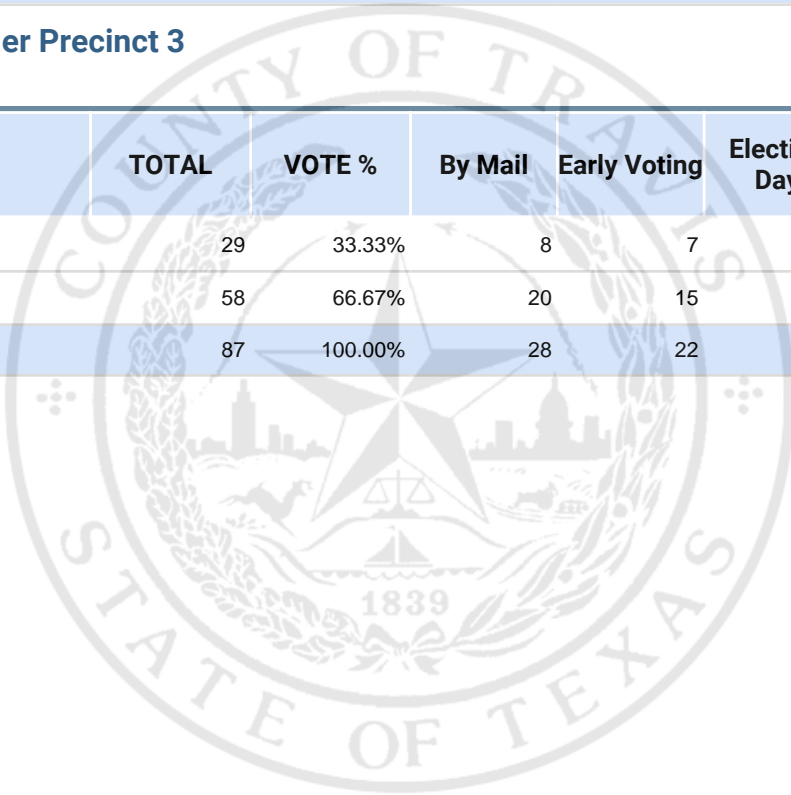 er Precinct 3
TOTAL VOTE % By Mail Early Voting Electi
Day
29 33.33% 8 7
58 66.67% 20 15
87 100.00% 28 22
COUNTY OF TRAVIS
1839
STATE OF TEXAS